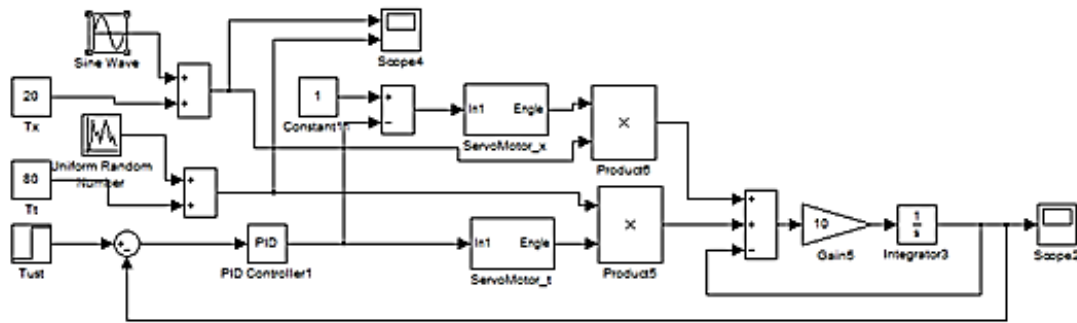 Sine Wave
Scope4
20
Tx
1
Constant11
+
+
+
−
In1 Engle
ServoMotor_x
×
Product6
Uniform Random
Number
80
Tt
+
+
Tust
+
−
PID
PID Controller1
In1 Engle
ServoMotor_t
×
Product5
+
+
−
10
Gain5
1
s
Integrator3
Scope2